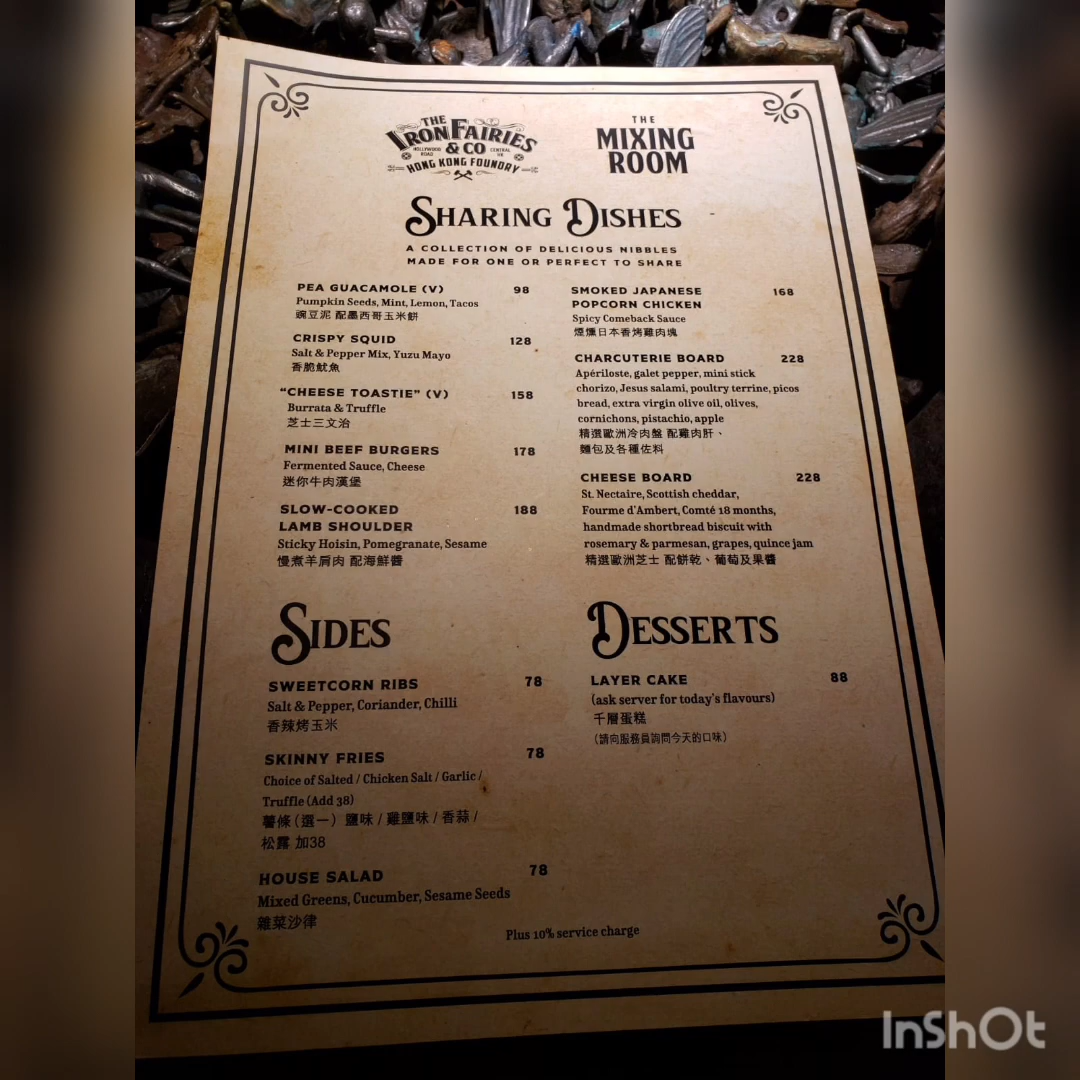 THE
IRON FAIRIES
HOLLYWOOD ROAD & CO CENTRAL HK
HONG KONG FOUNDRY
THE
MIXING
ROOM
SHARING DISHES
A COLLECTION OF DELICIOUS NIBBLES
MADE FOR ONE OR PERFECT TO SHARE
PEA GUACAMOLE (V) 98
Pumpkin Seeds, Mint, Lemon, Tacos
豌豆泥 配墨西哥玉米餅
CRISPY SQUID 128
Salt & Pepper Mix, Yuzu Mayo
香脆魷魚
“CHEESE TOASTIE” (V) 158
Burrata & Truffle
芝士三文治
MINI BEEF BURGERS 178
Fermented Sauce, Cheese
迷你牛肉漢堡
SLOW-COOKED 188
LAMB SHOULDER
Sticky Hoisin, Pomegranate, Sesame
慢煮羊肩肉 配海鮮醬
SMOKED JAPANESE 168
POPCORN CHICKEN
Spicy Comeback Sauce
煙燻日本香烤雞肉塊
CHARCUTERIE BOARD 228
Apériloste, galet pepper, mini stick
chorizo, Jesus salami, poultry terrine, picos
bread, extra virgin olive oil, olives,
cornichons, pistachio, apple
精選歐洲冷肉盤 配雞肉肝、
麵包及各種佐料
CHEESE BOARD 228
St. Nectaire, Scottish cheddar,
Fourme d'Ambert, Comté 18 months,
handmade shortbread biscuit with
rosemary & parmesan, grapes, quince jam
精選歐洲芝士 配餅乾、葡萄及果醬
SIDES
SWEETCORN RIBS 78
Salt & Pepper, Coriander, Chilli
香辣烤玉米
SKINNY FRIES 78
Choice of Salted / Chicken Salt / Garlic /
Truffle (Add 38)
薯條（選一） 鹽味 / 雞鹽味 / 香蒜 /
松露 加38
HOUSE SALAD 78
Mixed Greens, Cucumber, Sesame Seeds
雜菜沙律
DESSERTS
LAYER CAKE 88
(ask server for today's flavours)
千層蛋糕
（請向服務員詢問今天的口味）
Plus 10% service charge
InShOt